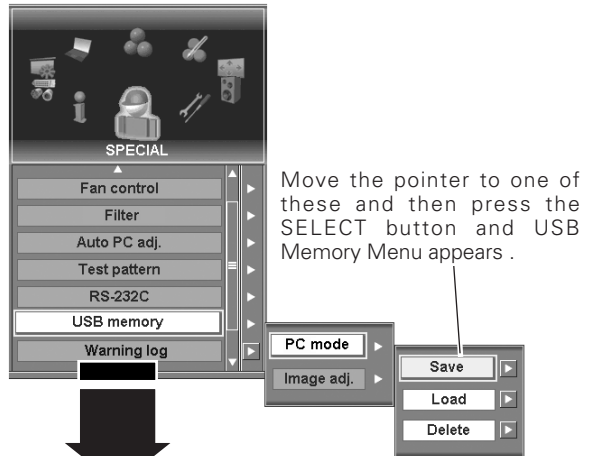 SPECIAL
Fan control
Filter
Auto PC adj.
Test pattern
RS-232C
USB memory
Warning log
Move the pointer to one of
these and then press the
SELECT button and USB
Memory Menu appears .
PC mode
Image adj.
Save
Load
Delete